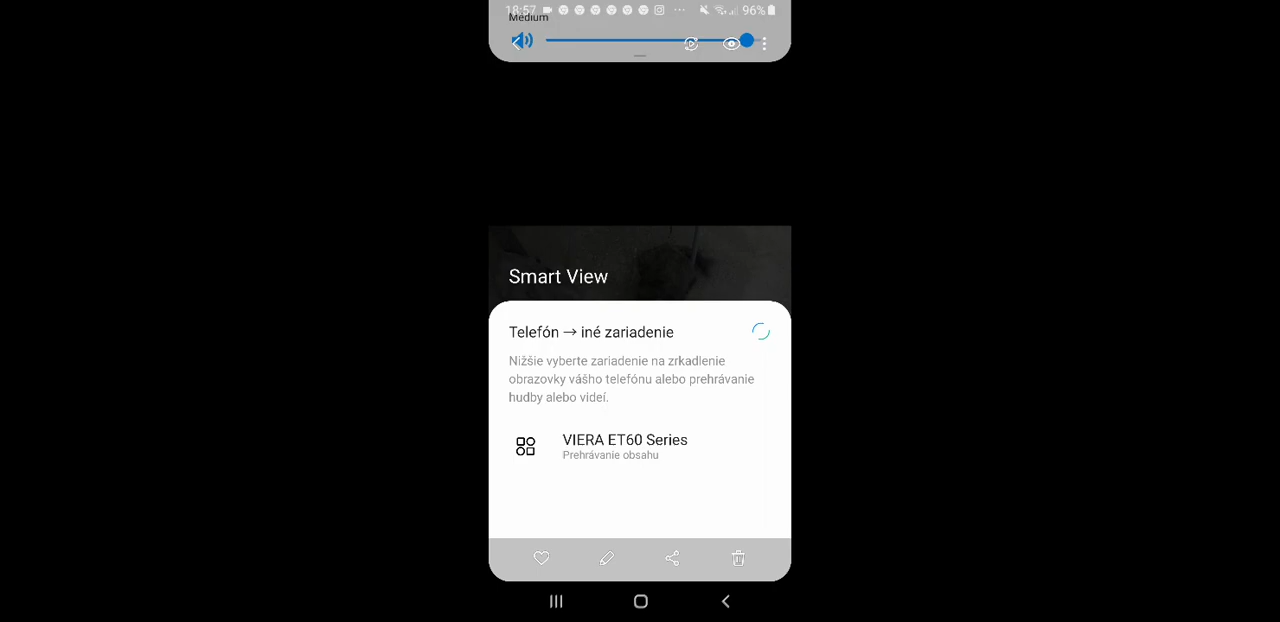 18:57 96%
Medium
Smart View
Telefón → iné zariadenie
Nižšie vyberte zariadenie na zrkadlenie
obrazovky vášho telefónu alebo prehrávanie
hudby alebo videí.
VIERA ET60 Series
Prehrávanie obsahu